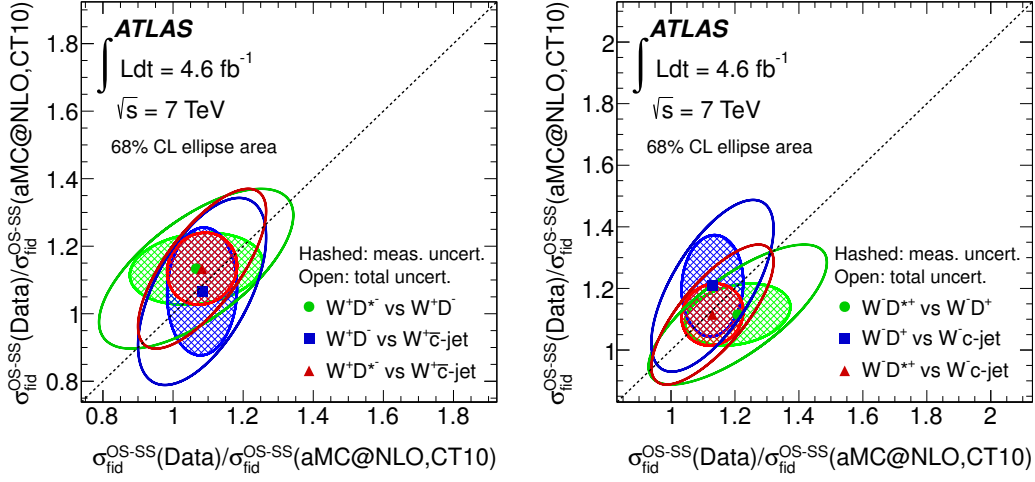 σ_fid^OS-SS(Data)/σ_fid^OS-SS(aMC@NLO,CT10)
1.8
1.6
1.4
1.2
1.0
0.8
ATLAS
∫ Ldt = 4.6 fb⁻¹
√s = 7 TeV
68% CL ellipse area
Hashed: meas. uncert.
Open: total uncert.
W⁺D*⁻ vs W⁺D⁻
W⁺D⁻ vs W⁺c̅-jet
W⁺D*⁻ vs W⁺c̅-jet
0.8 1 1.2 1.4 1.6 1.8
σ_fid^OS-SS(Data)/σ_fid^OS-SS(aMC@NLO,CT10)
σ_fid^OS-SS(Data)/σ_fid^OS-SS(aMC@NLO,CT10)
2
1.8
1.6
1.4
1.2
1
ATLAS
∫ Ldt = 4.6 fb⁻¹
√s = 7 TeV
68% CL ellipse area
Hashed: meas. uncert.
Open: total uncert.
W⁻D*⁺ vs W⁻D⁺
W⁻D⁺ vs W⁻c-jet
W⁻D*⁺ vs W⁻c-jet
1 1.2 1.4 1.6 1.8 2
σ_fid^OS-SS(Data)/σ_fid^OS-SS(aMC@NLO,CT10)